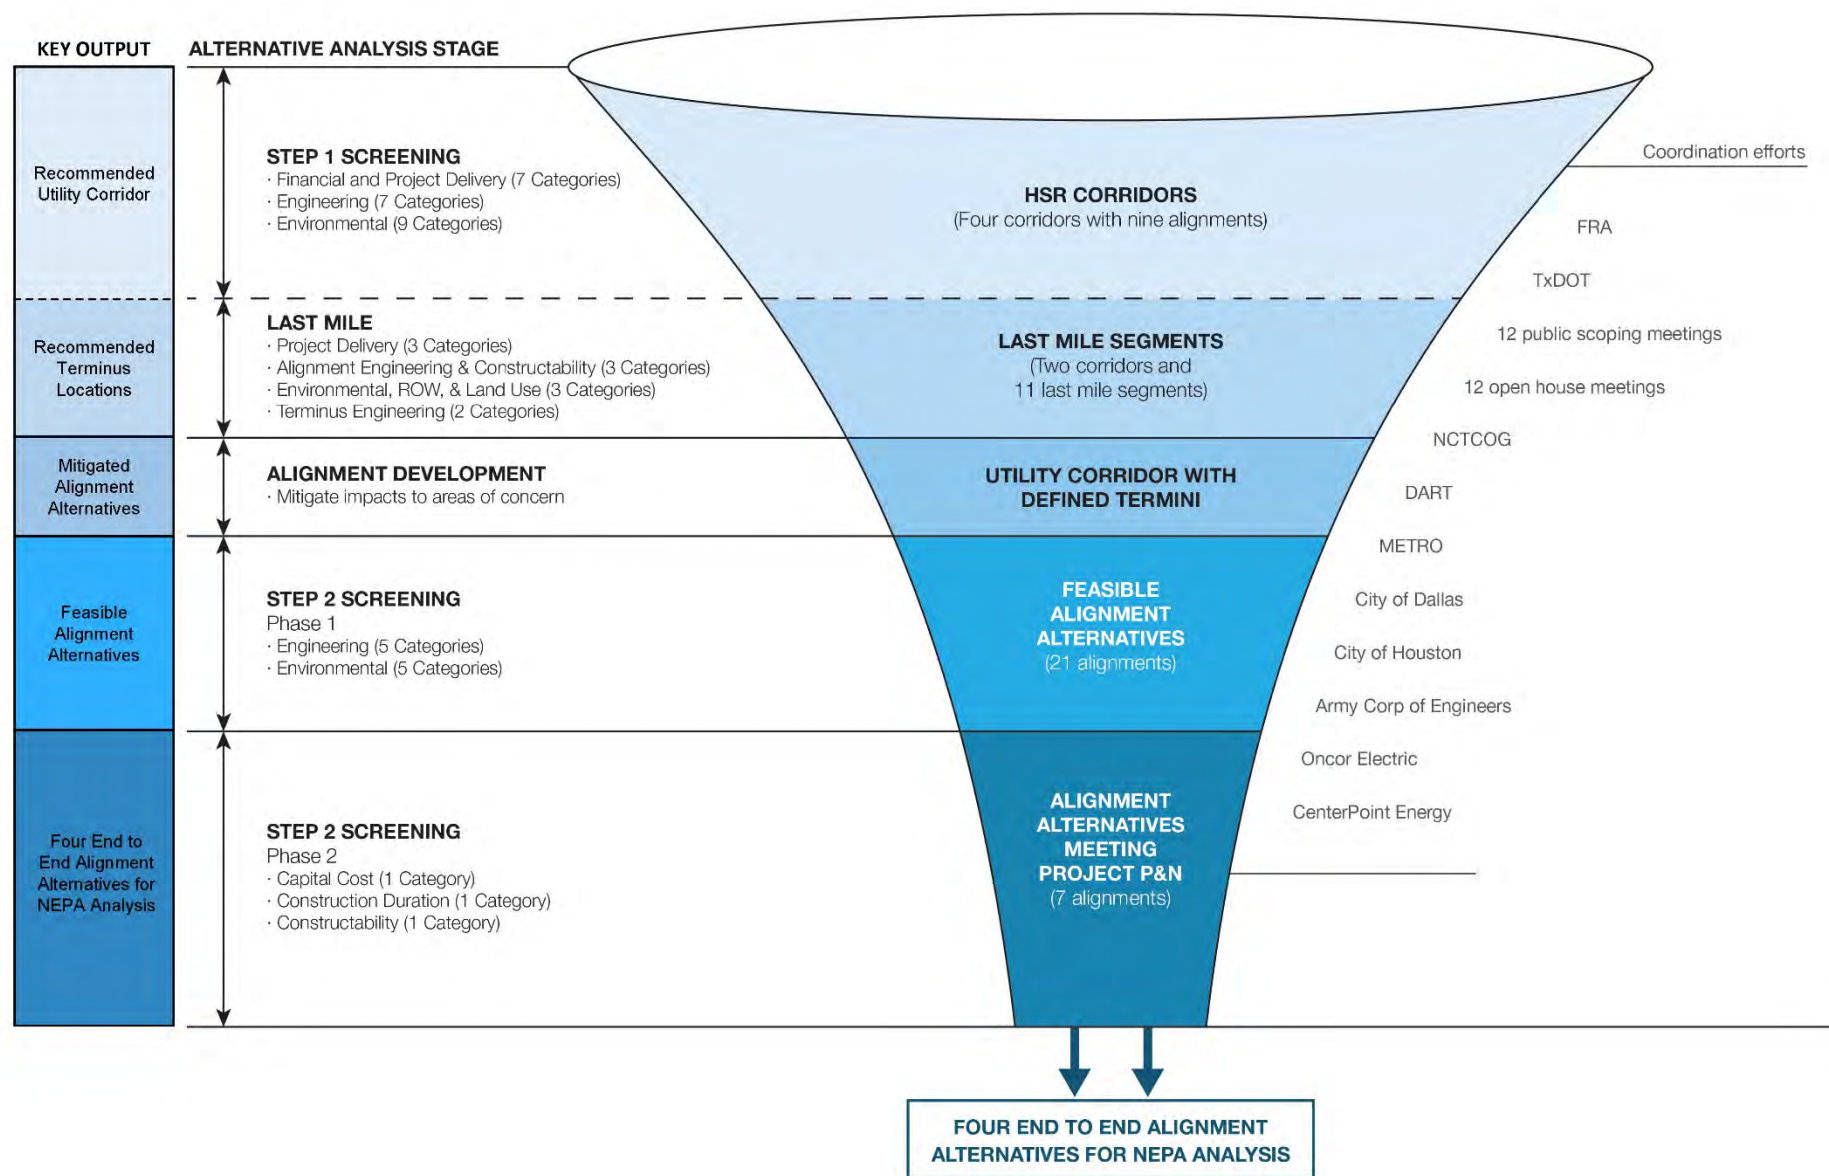 KEY OUTPUT
ALTERNATIVE ANALYSIS STAGE
Recommended
Utility Corridor
STEP 1 SCREENING
· Financial and Project Delivery (7 Categories)
· Engineering (7 Categories)
· Environmental (9 Categories)
HSR CORRIDORS
(Four corridors with nine alignments)
Recommended
Terminus
Locations
LAST MILE
· Project Delivery (3 Categories)
· Alignment Engineering & Constructability (3 Categories)
· Environmental, ROW, & Land Use (3 Categories)
· Terminus Engineering (2 Categories)
LAST MILE SEGMENTS
(Two corridors and
11 last mile segments)
Mitigated
Alignment
Alternatives
ALIGNMENT DEVELOPMENT
· Mitigate impacts to areas of concern
UTILITY CORRIDOR WITH
DEFINED TERMINI
Feasible
Alignment
Alternatives
STEP 2 SCREENING
Phase 1
· Engineering (5 Categories)
· Environmental (5 Categories)
FEASIBLE
ALIGNMENT
ALTERNATIVES
(21 alignments)
Four End to
End Alignment
Alternatives for
NEPA Analysis
STEP 2 SCREENING
Phase 2
· Capital Cost (1 Category)
· Construction Duration (1 Category)
· Constructability (1 Category)
ALIGNMENT
ALTERNATIVES
MEETING
PROJECT P&N
(7 alignments)
Coordination efforts
FRA
TxDOT
12 public scoping meetings
12 open house meetings
NCTCOG
DART
METRO
City of Dallas
City of Houston
Army Corp of Engineers
Oncor Electric
CenterPoint Energy
FOUR END TO END ALIGNMENT
ALTERNATIVES FOR NEPA ANALYSIS